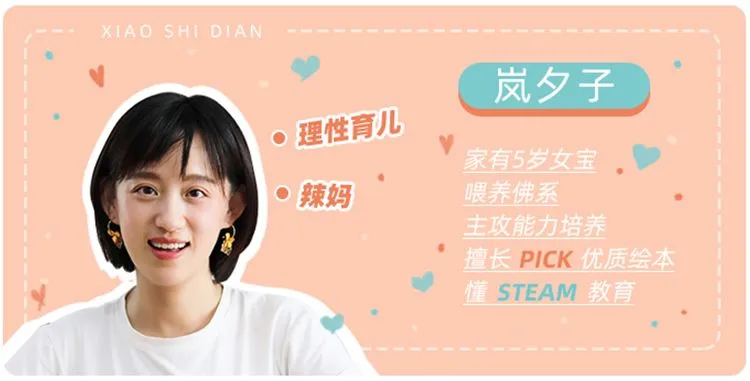 XIAO SHI DIAN
理性育儿
辣妈
岚夕子
家有5岁女宝
喂养佛系
主攻能力培养
擅长 PICK 优质绘本
懂 STEAM 教育